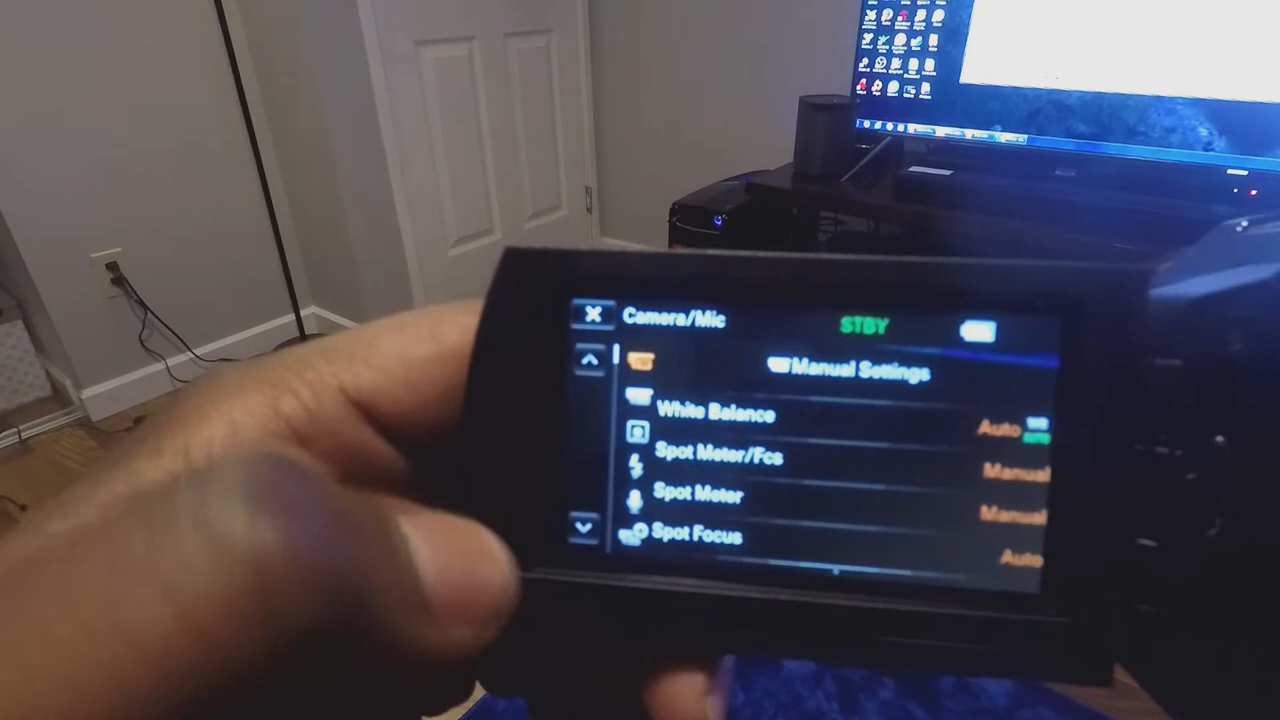 Camera/Mic STBY
Manual Settings
White Balance Auto
Spot Meter/Fcs Manual
Spot Meter Manual
Spot Focus Auto